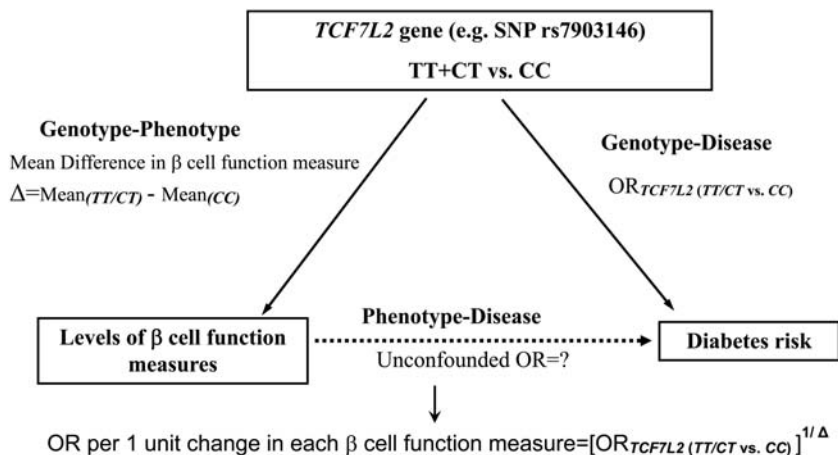 TCF7L2 gene (e.g. SNP rs7903146)
TT+CT vs. CC
Genotype-Phenotype
Mean Difference in β cell function measure
Δ=Mean(TT/CT) - Mean(CC)
Genotype-Disease
ORTCF7L2 (TT/CT vs. CC)
Levels of β cell function
measures
Phenotype-Disease
Unconfounded OR=?
Diabetes risk
OR per 1 unit change in each β cell function measure=[ORTCF7L2 (TT/CT vs. CC)]1/Δ